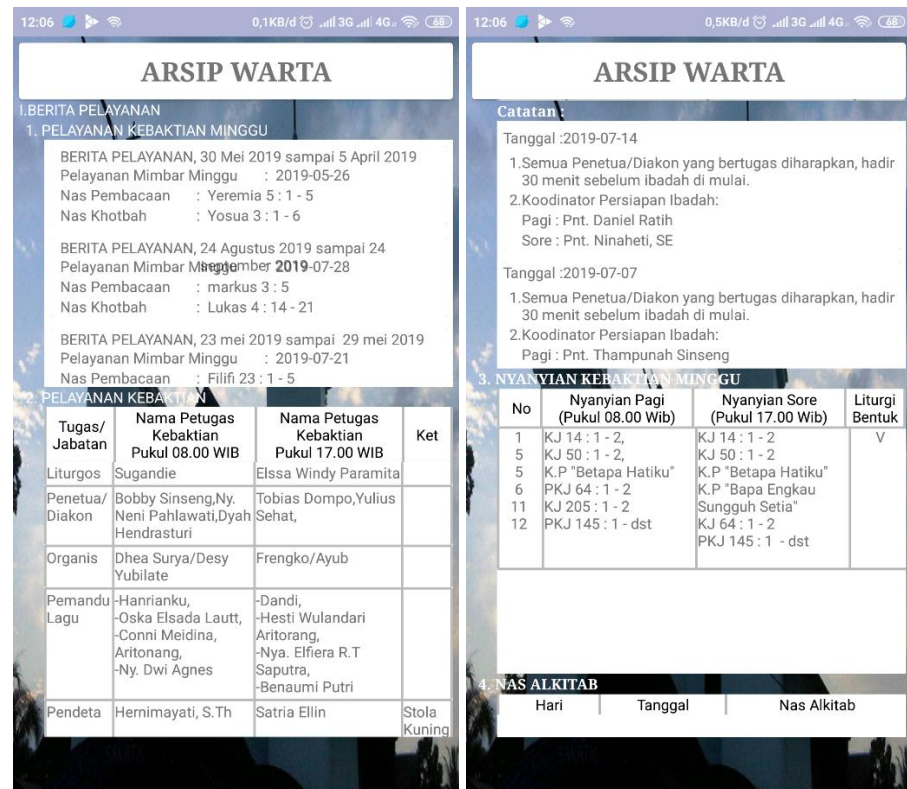 12:06 0,1KB/d 3G 4G 68
ARSIP WARTA
I.BERITA PELAYANAN
1. PELAYANAN KEBAKTIAN MINGGU
BERITA PELAYANAN, 30 Mei 2019 sampai 5 April 2019
Pelayanan Mimbar Minggu : 2019-05-26
Nas Pembacaan : Yeremia 5 : 1 - 5
Nas Khotbah : Yosua 3 : 1 - 6
BERITA PELAYANAN, 24 Agustus 2019 sampai 24
september 2019
Pelayanan Mimbar Minggu : 2019-07-28
Nas Pembacaan : markus 3 : 5
Nas Khotbah : Lukas 4 : 14 - 21
BERITA PELAYANAN, 23 mei 2019 sampai 29 mei 2019
Pelayanan Mimbar Minggu : 2019-07-21
Nas Pembacaan : Filifi 23 : 1 - 5
2. PELAYANAN KEBAKTIAN
Tugas/
Jabatan
Nama Petugas
Kebaktian
Pukul 08.00 WIB
Nama Petugas
Kebaktian
Pukul 17.00 WIB
Ket
Liturgos
Sugandie
Elssa Windy Paramita
Penetua/
Diakon
Bobby Sinseng,Ny.
Neni Pahlawati,Dyah
Hendrasturi
Tobias Dompo,Yulius
Sehat,
Organis
Dhea Surya/Desy
Yubilate
Frengko/Ayub
Pemandu
Lagu
-Hanrianku,
-Oska Elsada Lautt,
-Conni Meidina,
Aritonang,
-Ny. Dwi Agnes
-Dandi,
-Hesti Wulandari
Aritorang,
-Nya. Elfiera R.T
Saputra,
-Benaumi Putri
Pendeta
Hernimayati, S.Th
Satria Ellin
Stola
Kuning
12:06 0,5KB/d 3G 4G 68
ARSIP WARTA
Catatan :
Tanggal :2019-07-14
1.Semua Penetua/Diakon yang bertugas diharapkan, hadir
30 menit sebelum ibadah di mulai.
2.Koodinator Persiapan Ibadah:
Pagi : Pnt. Daniel Ratih
Sore : Pnt. Ninaheti, SE
Tanggal :2019-07-07
1.Semua Penetua/Diakon yang bertugas diharapkan, hadir
30 menit sebelum ibadah di mulai.
2.Koodinator Persiapan Ibadah:
Pagi : Pnt. Thampunah Sinseng
3. NYANYIAN KEBAKTIAN MINGGU
No
Nyanyian Pagi
(Pukul 08.00 Wib)
Nyanyian Sore
(Pukul 17.00 Wib)
Liturgi
Bentuk
1
5
5
6
11
12
KJ 14 : 1 - 2,
KJ 50 : 1 - 2,
K.P "Betapa Hatiku"
PKJ 64 : 1 - 2
KJ 205 : 1 - 2
PKJ 145 : 1 - dst
KJ 14 : 1 - 2
KJ 50 : 1 - 2
K.P "Betapa Hatiku"
K.P "Bapa Engkau
Sungguh Setia"
KJ 64 : 1 - 2
PKJ 145 : 1 - dst
V
4. NAS ALKITAB
Hari Tanggal Nas Alkitab